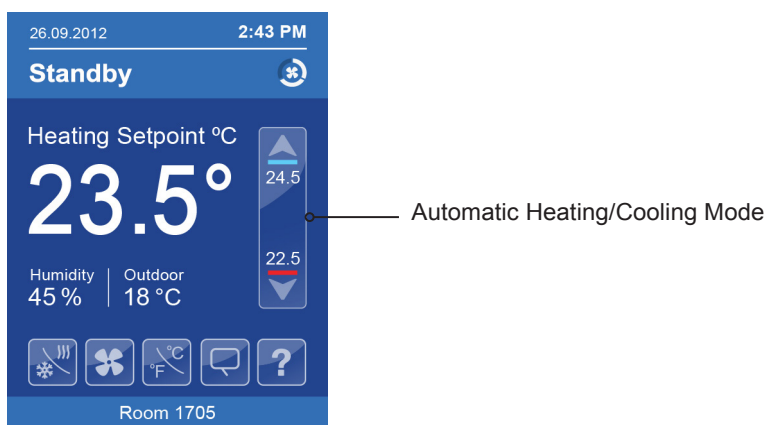 26.09.2012 2:43 PM
Standby
Heating Setpoint ºC
23.5°
24.5
Automatic Heating/Cooling Mode
22.5
Humidity Outdoor
45 % 18 °C
°C
°F
?
Room 1705